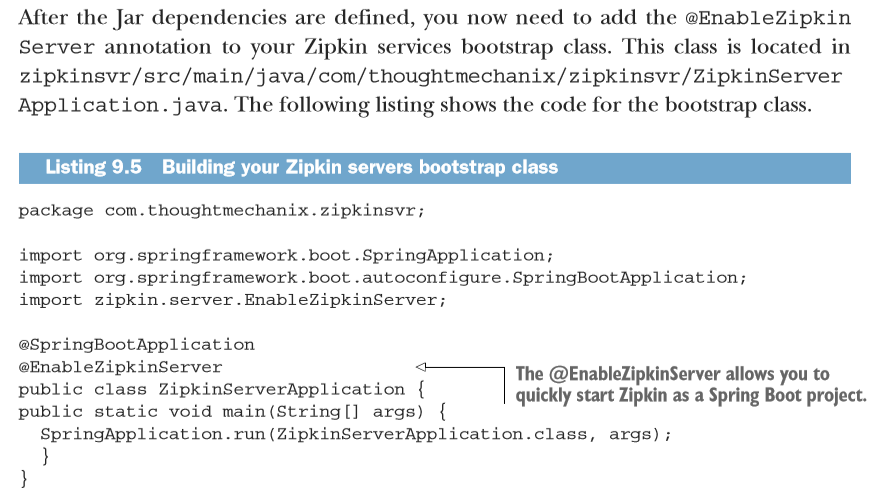 After the Jar dependencies are defined, you now need to add the @EnableZipkin
Server annotation to your Zipkin services bootstrap class. This class is located in
zipkinsvr/src/main/java/com/thoughtmechanix/zipkinsvr/ZipkinServer
Application.java. The following listing shows the code for the bootstrap class.
Listing 9.5 Building your Zipkin servers bootstrap class
package com.thoughtmechanix.zipkinsvr;
import org.springframework.boot.SpringApplication;
import org.springframework.boot.autoconfigure.SpringBootApplication;
import zipkin.server.EnableZipkinServer;
@SpringBootApplication
@EnableZipkinServer
public class ZipkinServerApplication {
public static void main(String[] args) {
  SpringApplication.run(ZipkinServerApplication.class, args);
  }
}
The @EnableZipkinServer allows you to
quickly start Zipkin as a Spring Boot project.